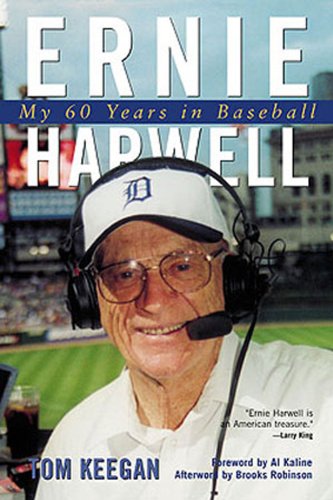 ERNIE
My 60 Years in Baseball
HARWELL
D
"Ernie Harwell is
an American
treasure."
—Larry King
TOM KEEGAN
Foreword by Al Kaline
Afterword by Brooks Robinson